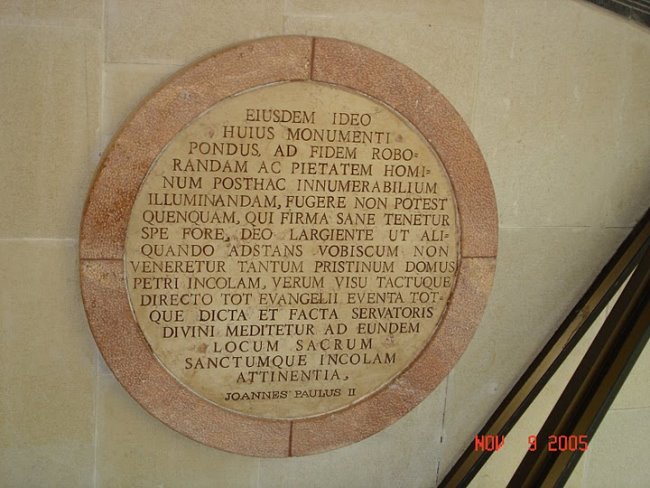 EIUSDEM IDEO
HUIUS MONUMENTI
PONDUS, AD FIDEM ROBO-
RANDAM AC PIETATEM HOMI-
NUM POSTHAC INNUMERABILIUM
ILLUMINANDAM, FUGERE NON POTEST
QUENQUAM, QUI FIRMA SANE TENETUR
SPE FORE, DEO LARGIENTE UT ALI-
QUANDO ADSTANS VOBISCUM NON
VENERETUR TANTUM PRISTINUM DOMUS
PETRI INCOLAM, VERUM VISU TACTUQUE
DIRECTO TOT EVANGELII EVENTA TOT-
QUE DICTA ET FACTA SERVATORIS
DIVINI MEDITETUR AD EUNDEM
LOCUM SACRUM
SANCTUMQUE INCOLAM
ATTINENTIA.
JOANNES PAULUS II
NOV 9 2005